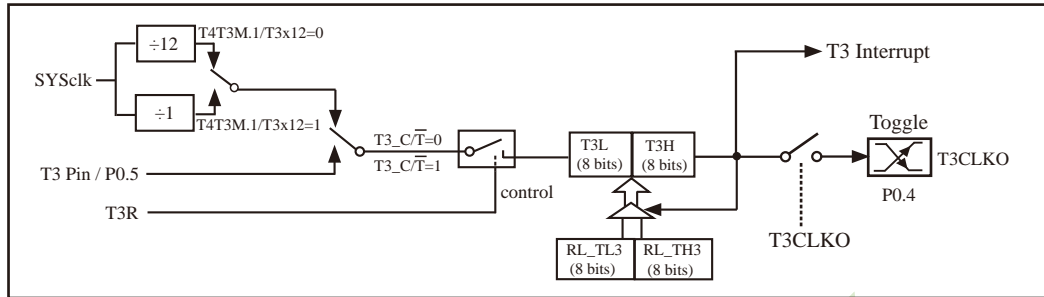 ÷12
T4T3M.1/T3x12=0
SYSclk
÷1
T4T3M.1/T3x12=1
T3_C/T̅=0
T3_C/T̅=1
T3 Pin / P0.5
T3R
control
T3L
(8 bits)
T3H
(8 bits)
RL_TL3
(8 bits)
RL_TH3
(8 bits)
T3 Interrupt
Toggle
T3CLKO
P0.4
T3CLKO